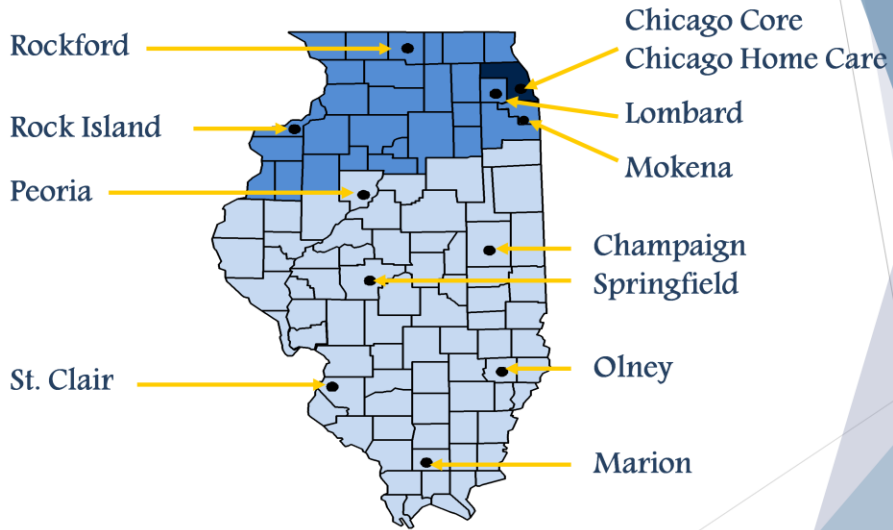 Rockford
Rock Island
Peoria
St. Clair
Chicago Core
Chicago Home Care
Lombard
Mokena
Champaign
Springfield
Olney
Marion